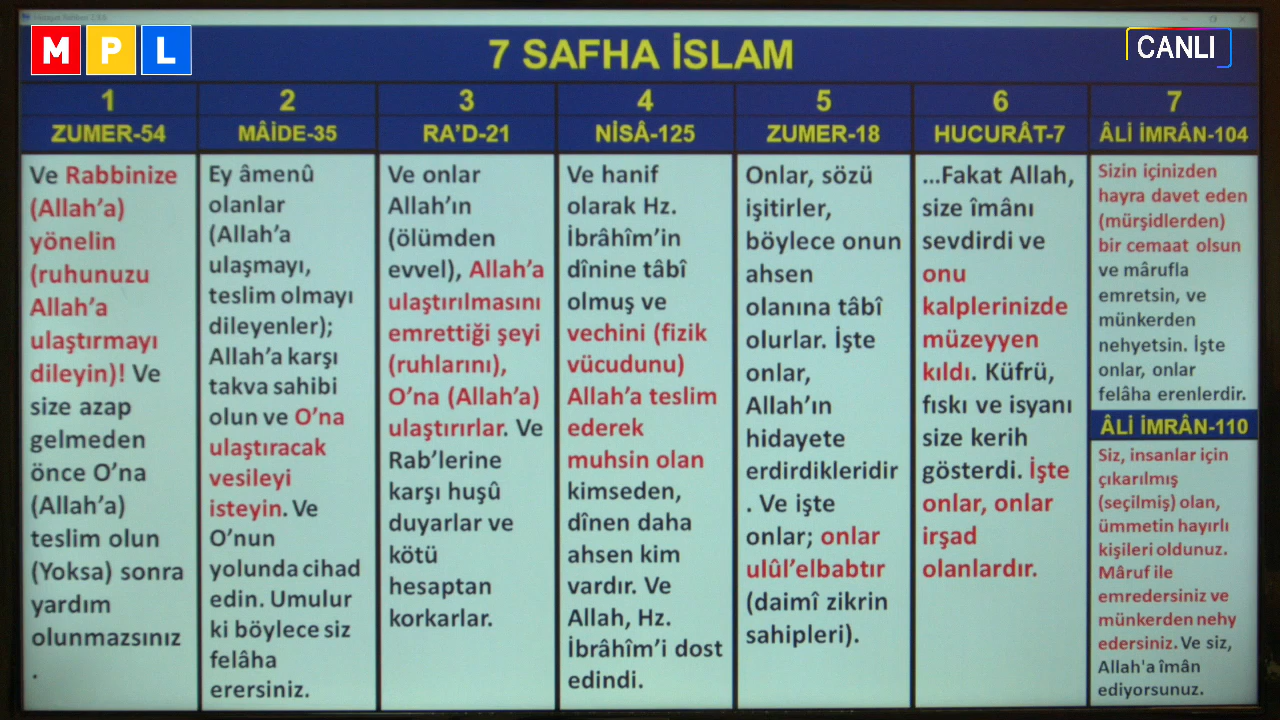 MPL
CANLI
7 SAFHA İSLAM
1
ZUMER-54
Ve Rabbinize
(Allah’a)
yönelin
(ruhunuzu
Allah’a
ulaştırmayı
dileyin)! Ve
size azap
gelmeden
önce O’na
(Allah’a)
teslim olun
(Yoksa) sonra
yardım
olunmazsınız
.
2
MÂİDE-35
Ey âmenû
olanlar
(Allah’a
ulaşmayı,
teslim olmayı
dileyenler);
Allah’a karşı
takva sahibi
olun ve O’na
ulaştıracak
vesileyi
isteyin. Ve
O’nun
yolunda cihad
edin. Umulur
ki böylece siz
felâha
erersiniz.
3
RA’D-21
Ve onlar
Allah’ın
(ölümden
evvel), Allah’a
ulaştırılmasını
emrettiği şeyi
(ruhlarını),
O’na (Allah’a)
ulaştırırlar. Ve
Rab’lerine
karşı huşû
duyarlar ve
kötü
hesaptan
korkarlar.
4
NİSÂ-125
Ve hanif
olarak Hz.
İbrâhîm’in
dînine tâbî
olmuş ve
vechini (fizik
vücudunu)
Allah’a teslim
ederek
muhsin olan
kimseden,
dînen daha
ahsen kim
vardır. Ve
Allah, Hz.
İbrâhîm’i dost
edindi.
5
ZUMER-18
Onlar, sözü
işitirler,
böylece onun
ahsen
olanına tâbî
olurlar. İşte
onlar,
Allah’ın
hidayete
erdirdikleridir
. Ve işte
onlar; onlar
ulûl’elbabtır
(daimî zikrin
sahipleri).
6
HUCURÂT-7
...Fakat Allah,
size îmânı
sevdirdi ve
onu
kalplerinizde
müzeyyen
kıldı. Küfrü,
fıskı ve isyanı
size kerih
gösterdi. İşte
onlar, onlar
irşad
olanlardır.
7
ÂLİ İMRÂN-104
Sizin içinizden
hayra davet eden
(mürşidlerden)
bir cemaat olsun
ve mârufla
emretsin, ve
münkerden
nehyetsin. İşte
onlar, onlar
felâha erenlerdir.
ÂLİ İMRÂN-110
Siz, insanlar için
çıkarılmış
(seçilmiş) olan,
ümmetin hayırlı
kişileri oldunuz.
Mâruf ile
emredersiniz ve
münkerden nehy
edersiniz. Ve siz,
Allah'a îmân
ediyorsunuz.